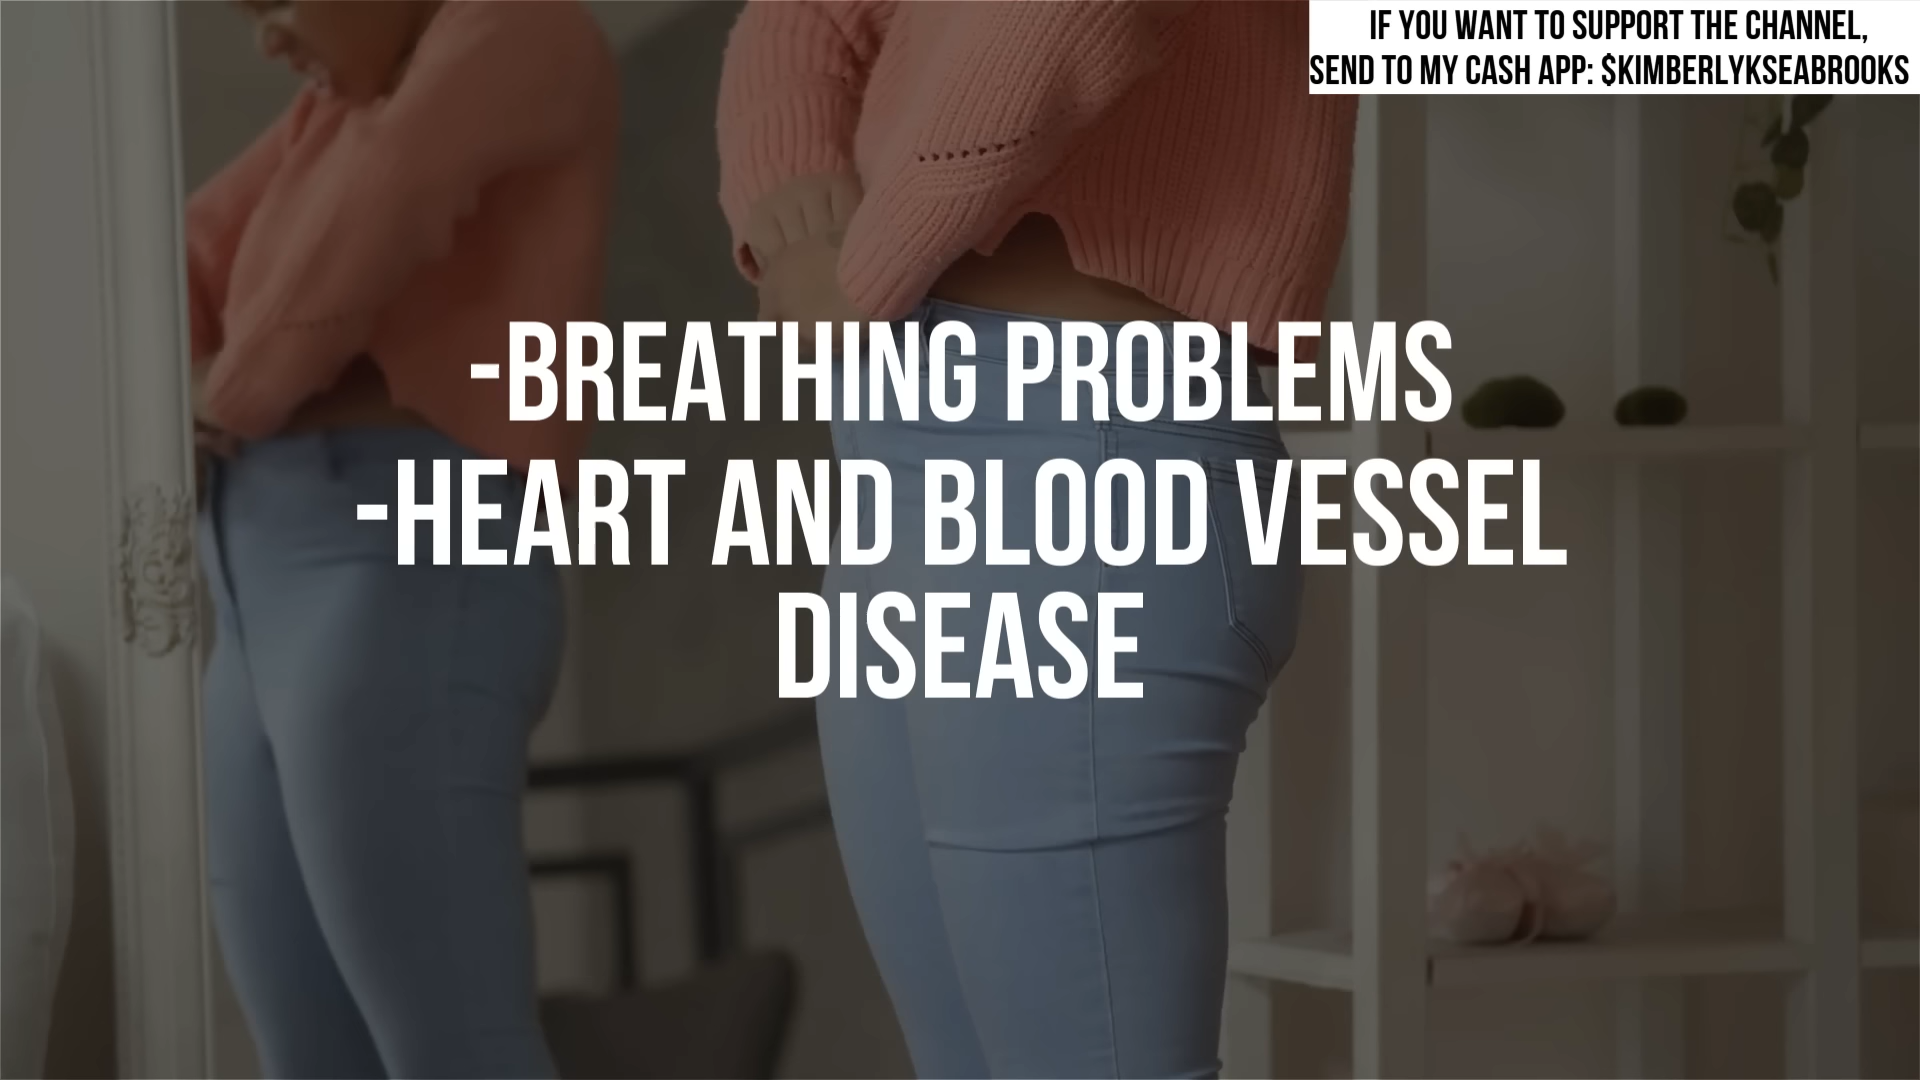 IF YOU WANT TO SUPPORT THE CHANNEL,
SEND TO MY CASH APP: $KIMBERLYKSEABROOKS
-BREATHING PROBLEMS
-HEART AND BLOOD VESSEL
DISEASE